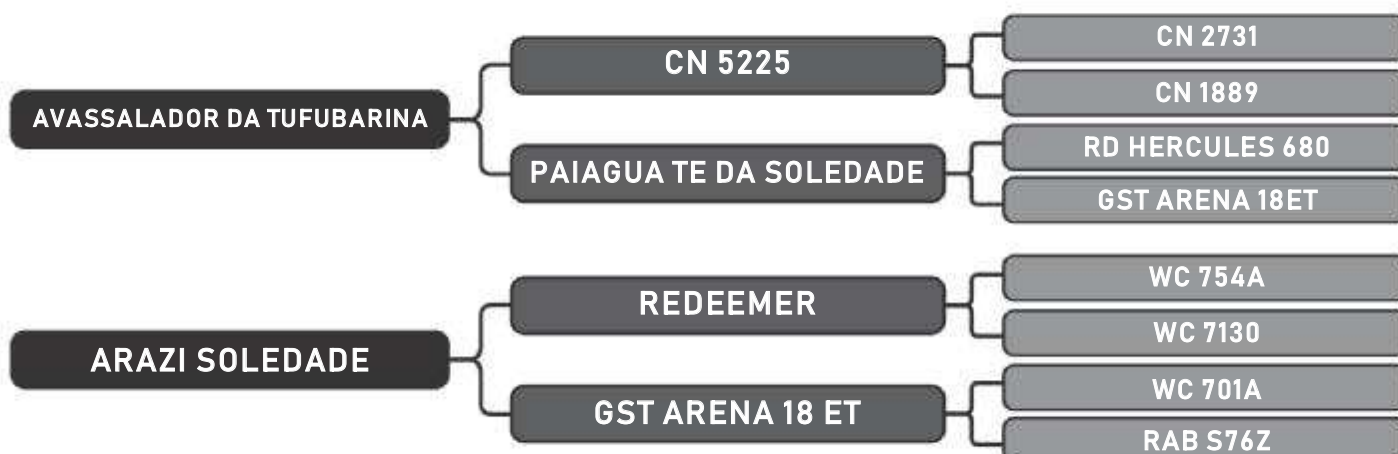 AVASSALADOR DA TUFUBARINA
CN 5225
PAIAGUA TE DA SOLEDADE
CN 2731
CN 1889
RD HERCULES 680
GST ARENA 18ET
ARAZI SOLEDADE
REDEEMER
GST ARENA 18 ET
WC 754A
WC 7130
WC 701A
RAB S76Z